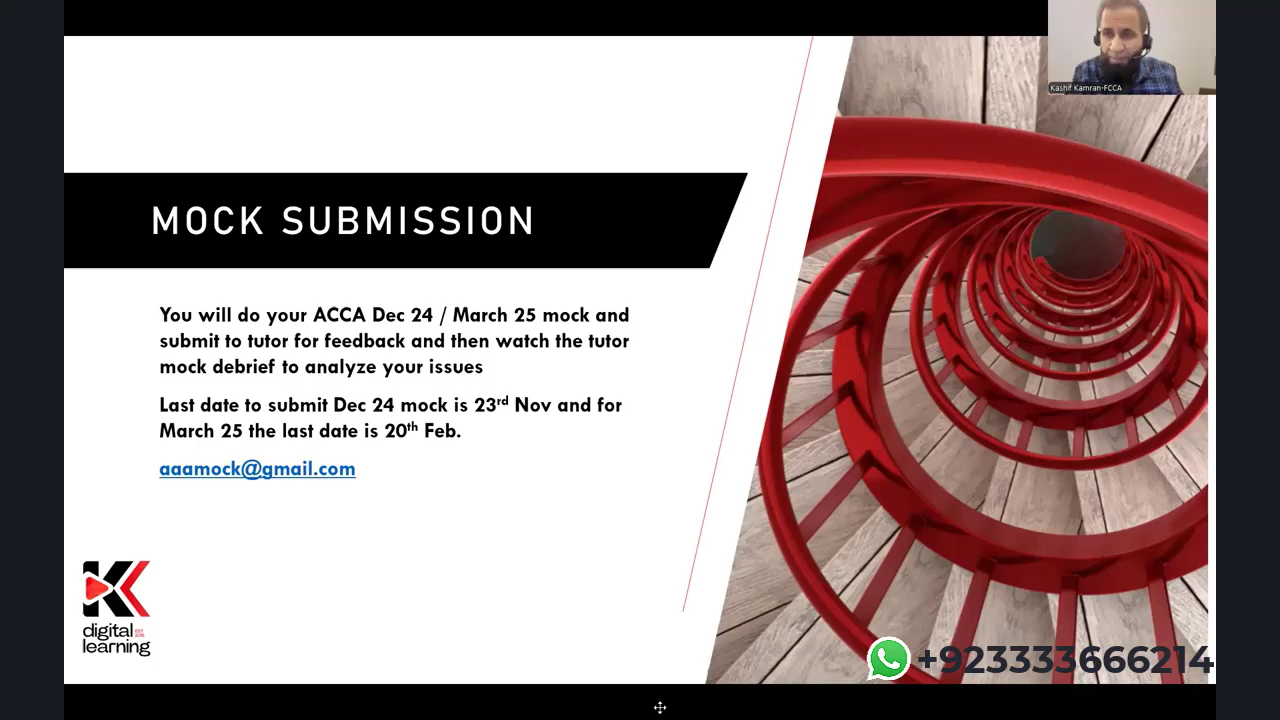 Kashif Kamran-FCCA
MOCK SUBMISSION
You will do your ACCA Dec 24 / March 25 mock and
submit to tutor for feedback and then watch the tutor
mock debrief to analyze your issues
Last date to submit Dec 24 mock is 23rd Nov and for
March 25 the last date is 20th Feb.
aaamock@gmail.com
K
digital
learning
+923333666214